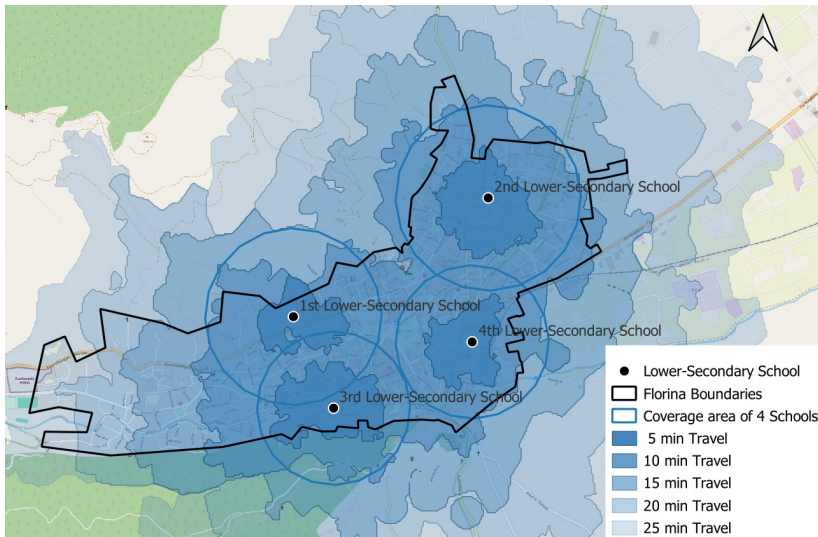 2nd Lower-Secondary School
1st Lower-Secondary School
4th Lower-Secondary School
3rd Lower-Secondary School
Lower-Secondary School
Florina Boundaries
Coverage area of 4 Schools
5 min Travel
10 min Travel
15 min Travel
20 min Travel
25 min Travel